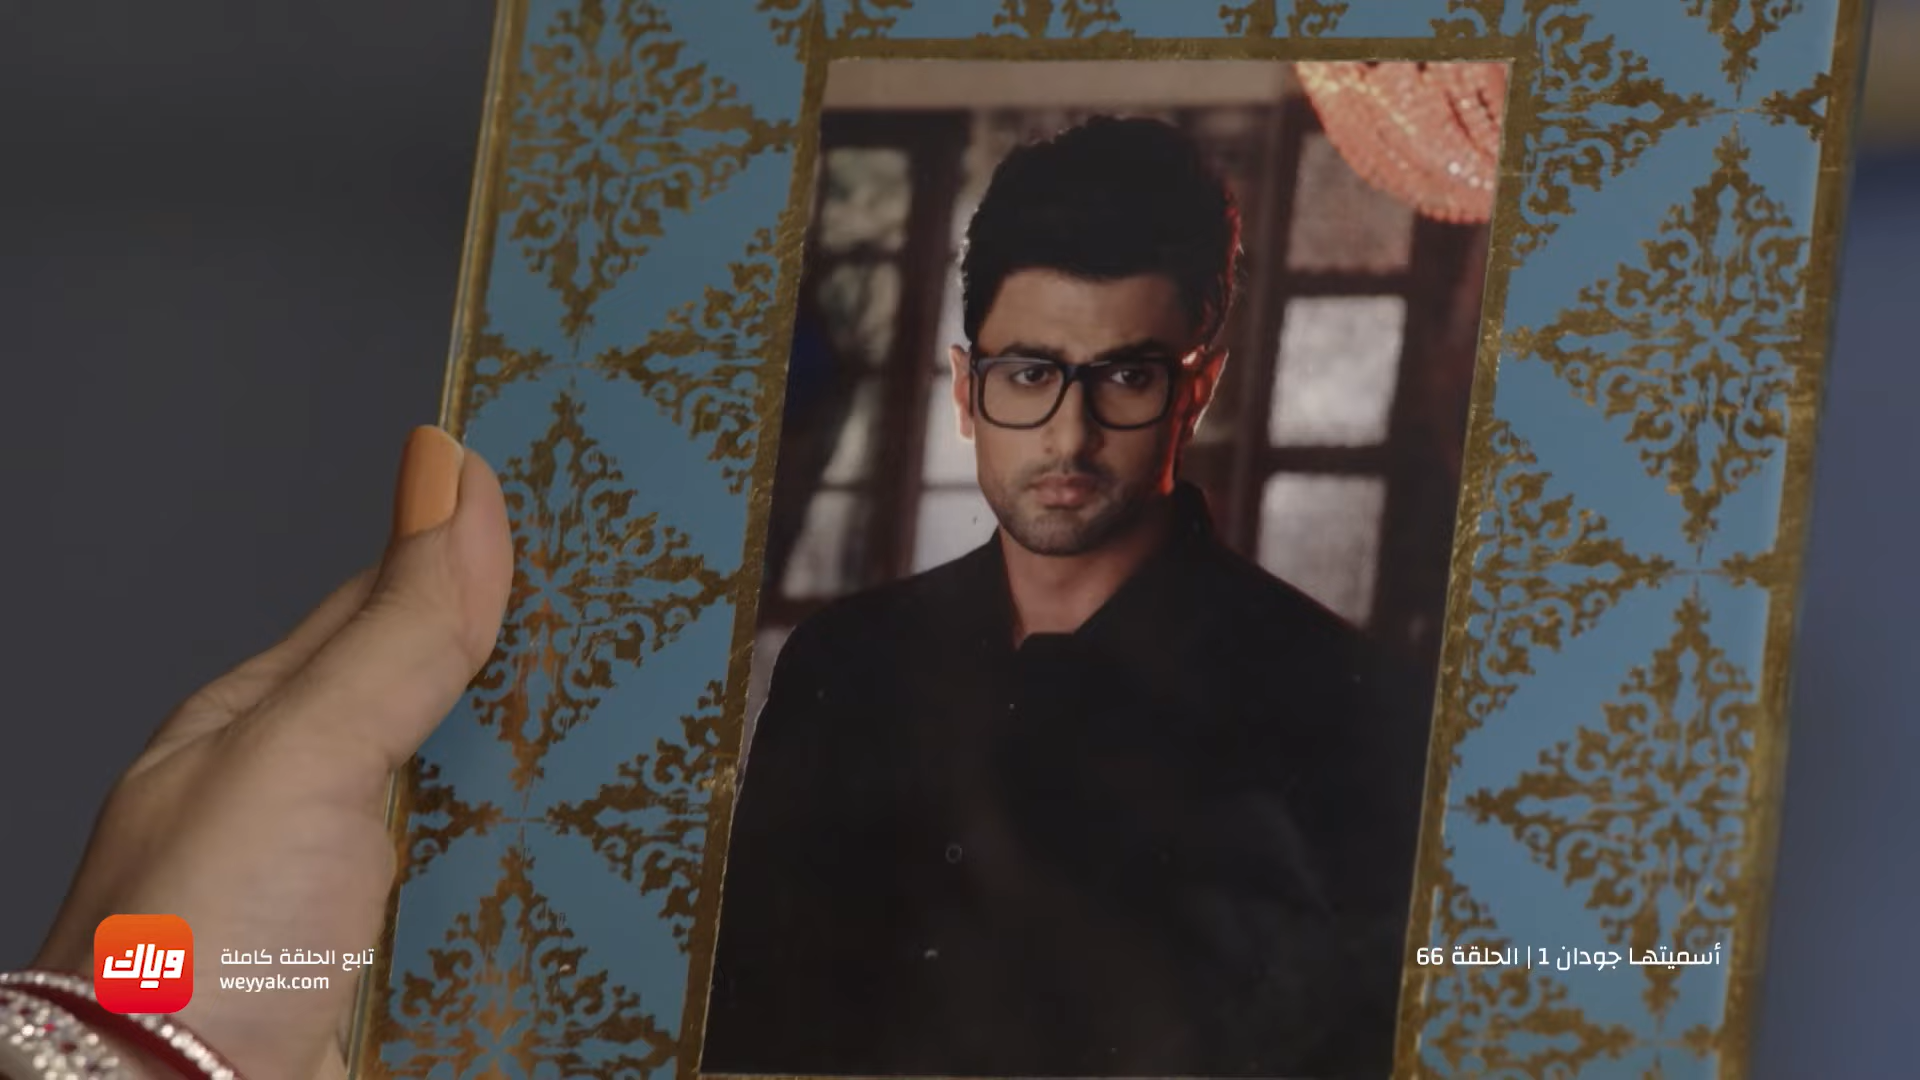 وياك
تابع الحلقة كاملة
weyyak.com
أسميتها جودان 1 | الحلقة 66